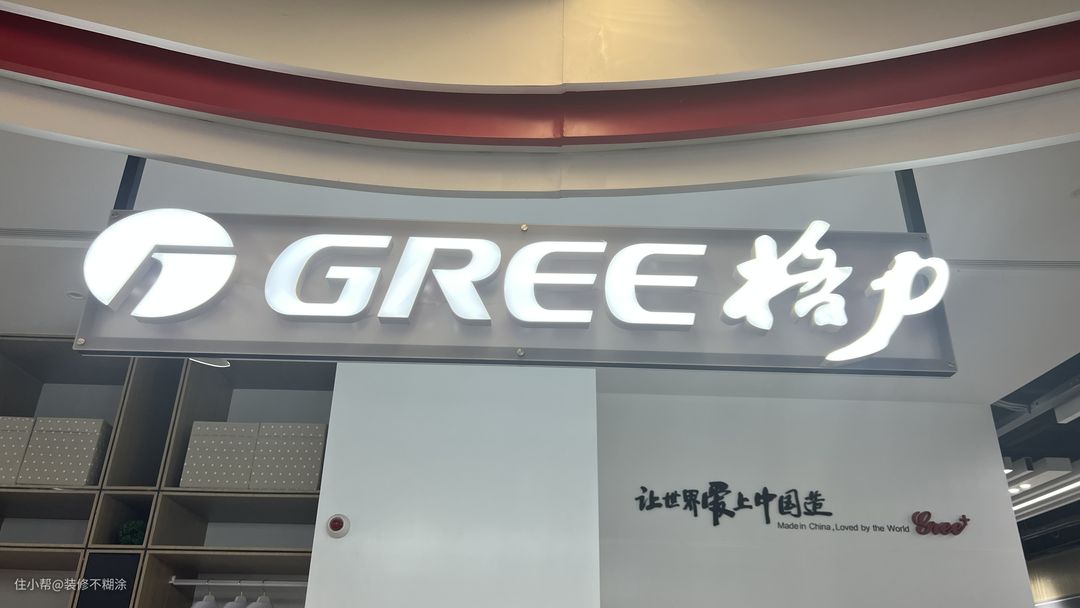 GREE 格力
让世界爱上中国造
Made in China,Loved by the World
Gree+
住小帮@装修不糊涂